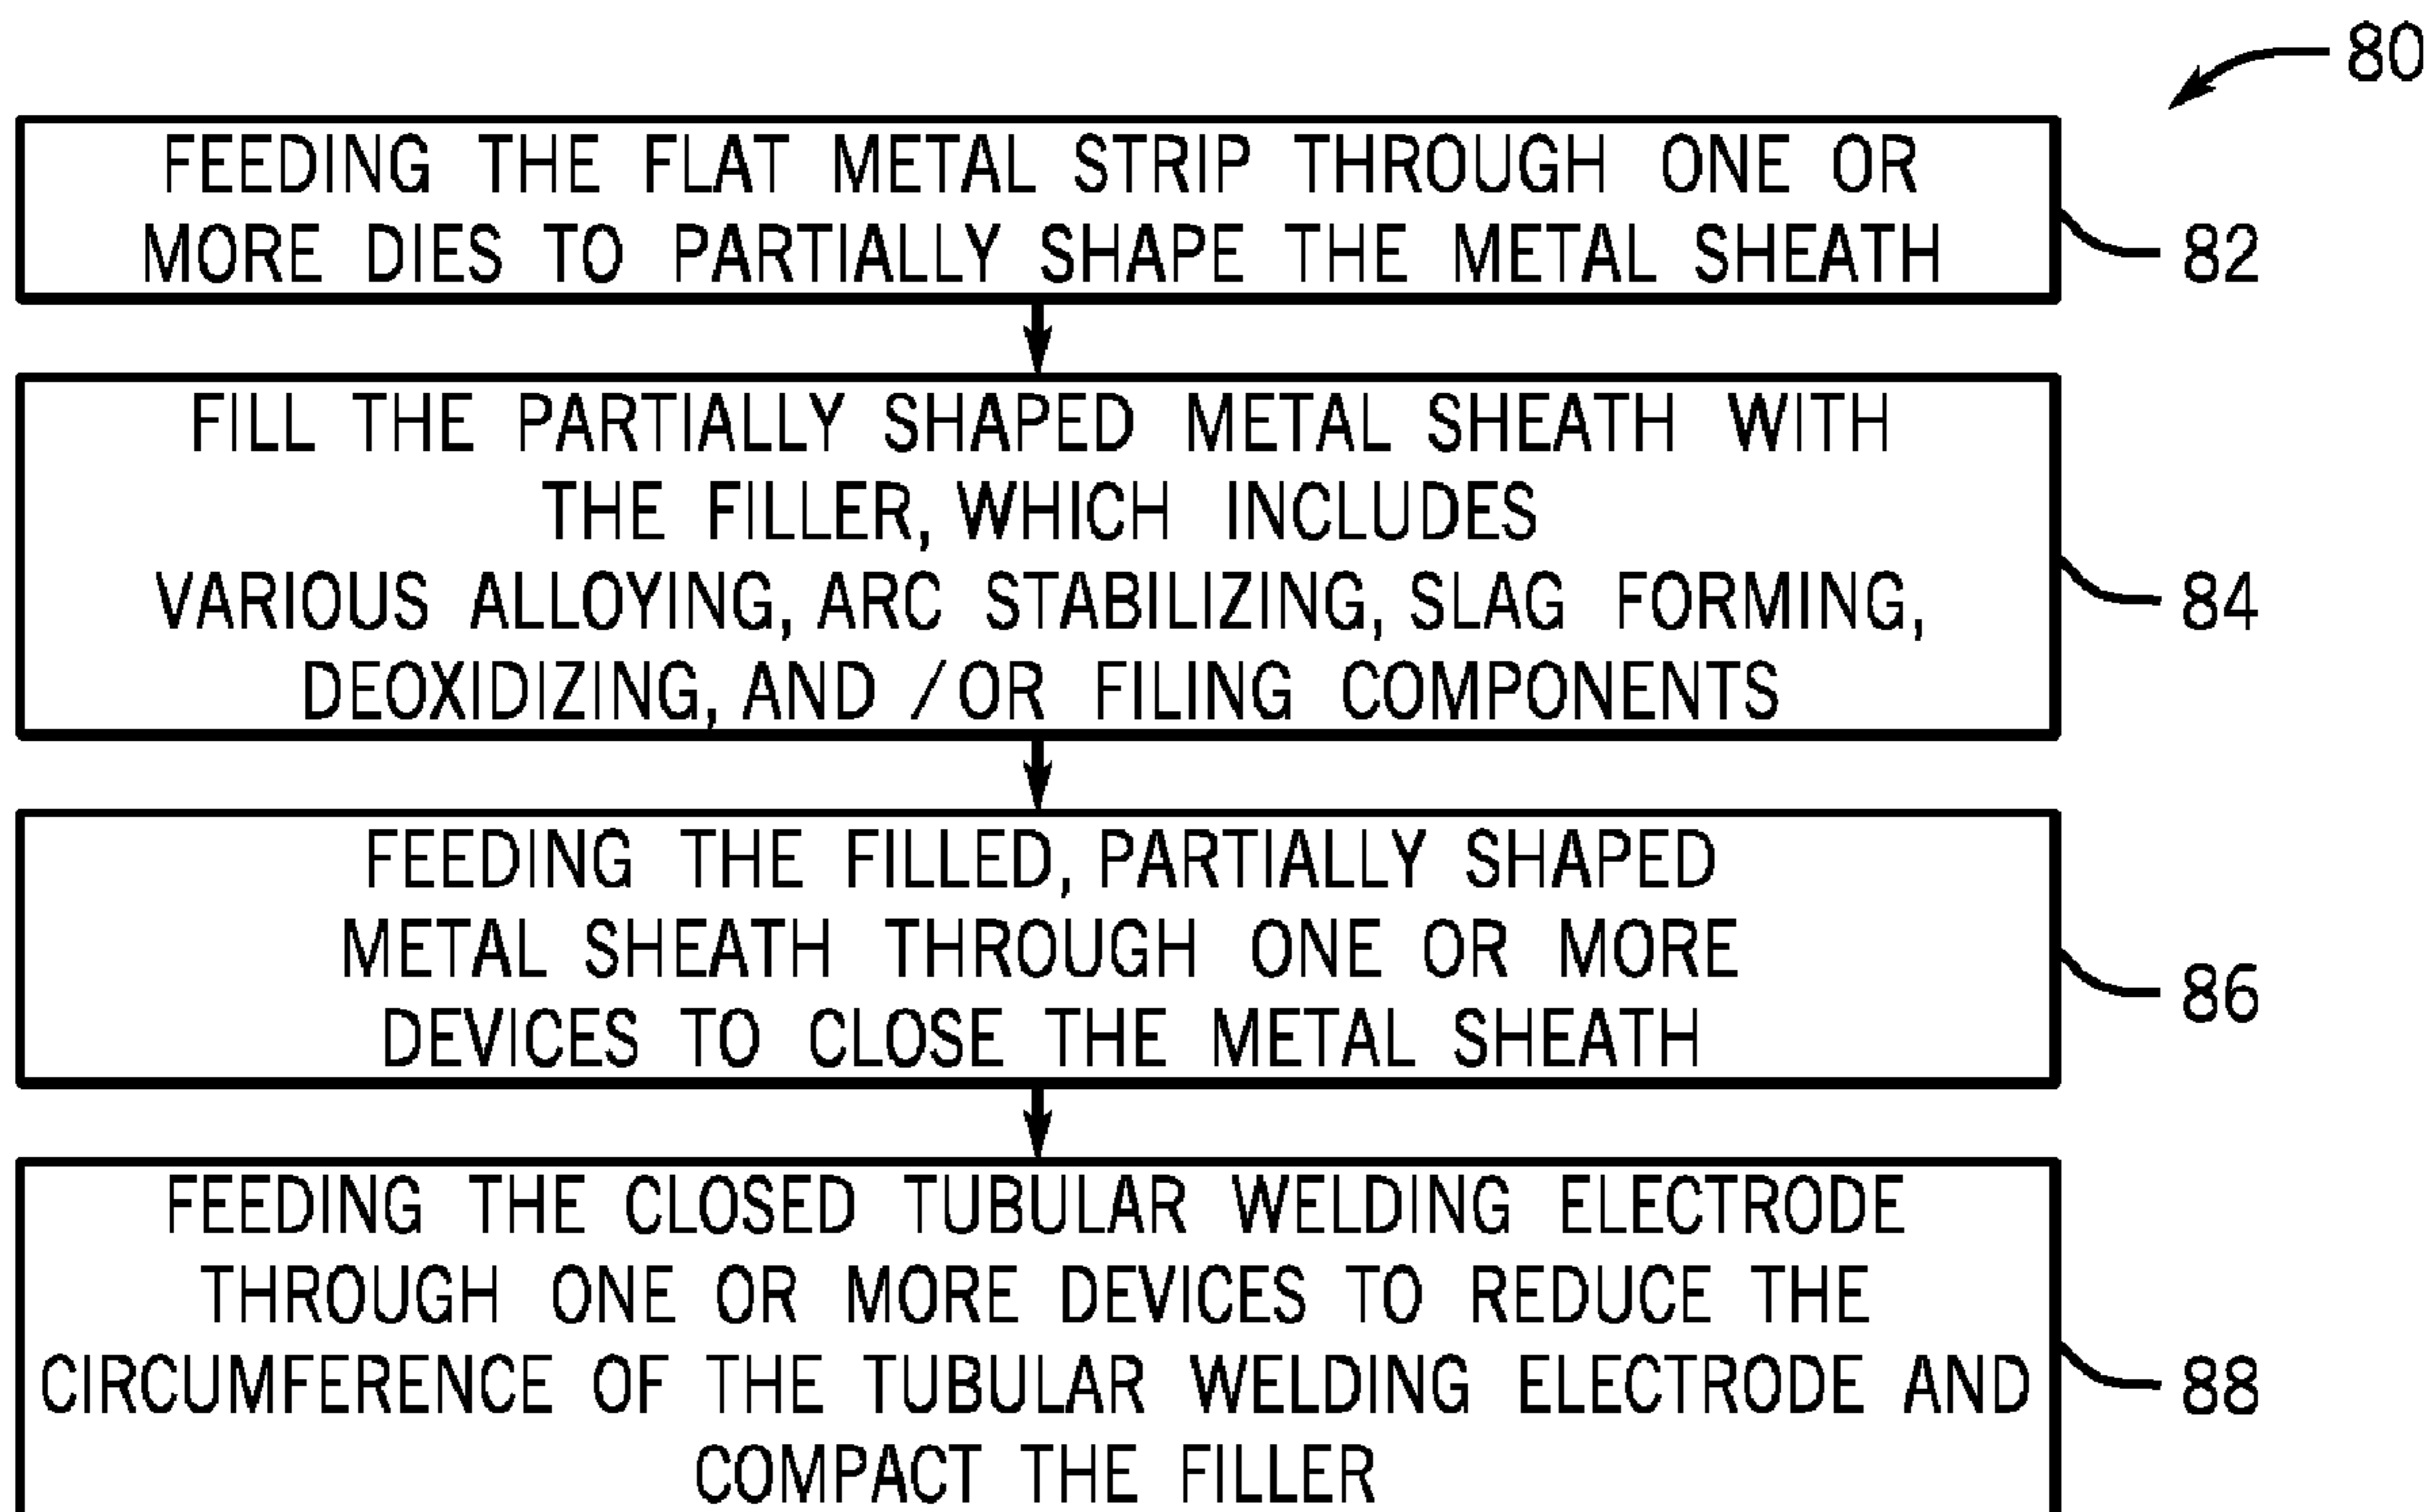 80
FEEDING THE FLAT METAL STRIP THROUGH ONE OR
MORE DIES TO PARTIALLY SHAPE THE METAL SHEATH
82
FILL THE PARTIALLY SHAPED METAL SHEATH WITH
THE FILLER, WHICH INCLUDES
VARIOUS ALLOYING, ARC STABILIZING, SLAG FORMING,
DEOXIDIZING, AND /OR FILING COMPONENTS
84
FEEDING THE FILLED, PARTIALLY SHAPED
METAL SHEATH THROUGH ONE OR MORE
DEVICES TO CLOSE THE METAL SHEATH
86
FEEDING THE CLOSED TUBULAR WELDING ELECTRODE
THROUGH ONE OR MORE DEVICES TO REDUCE THE
CIRCUMFERENCE OF THE TUBULAR WELDING ELECTRODE AND
COMPACT THE FILLER
88